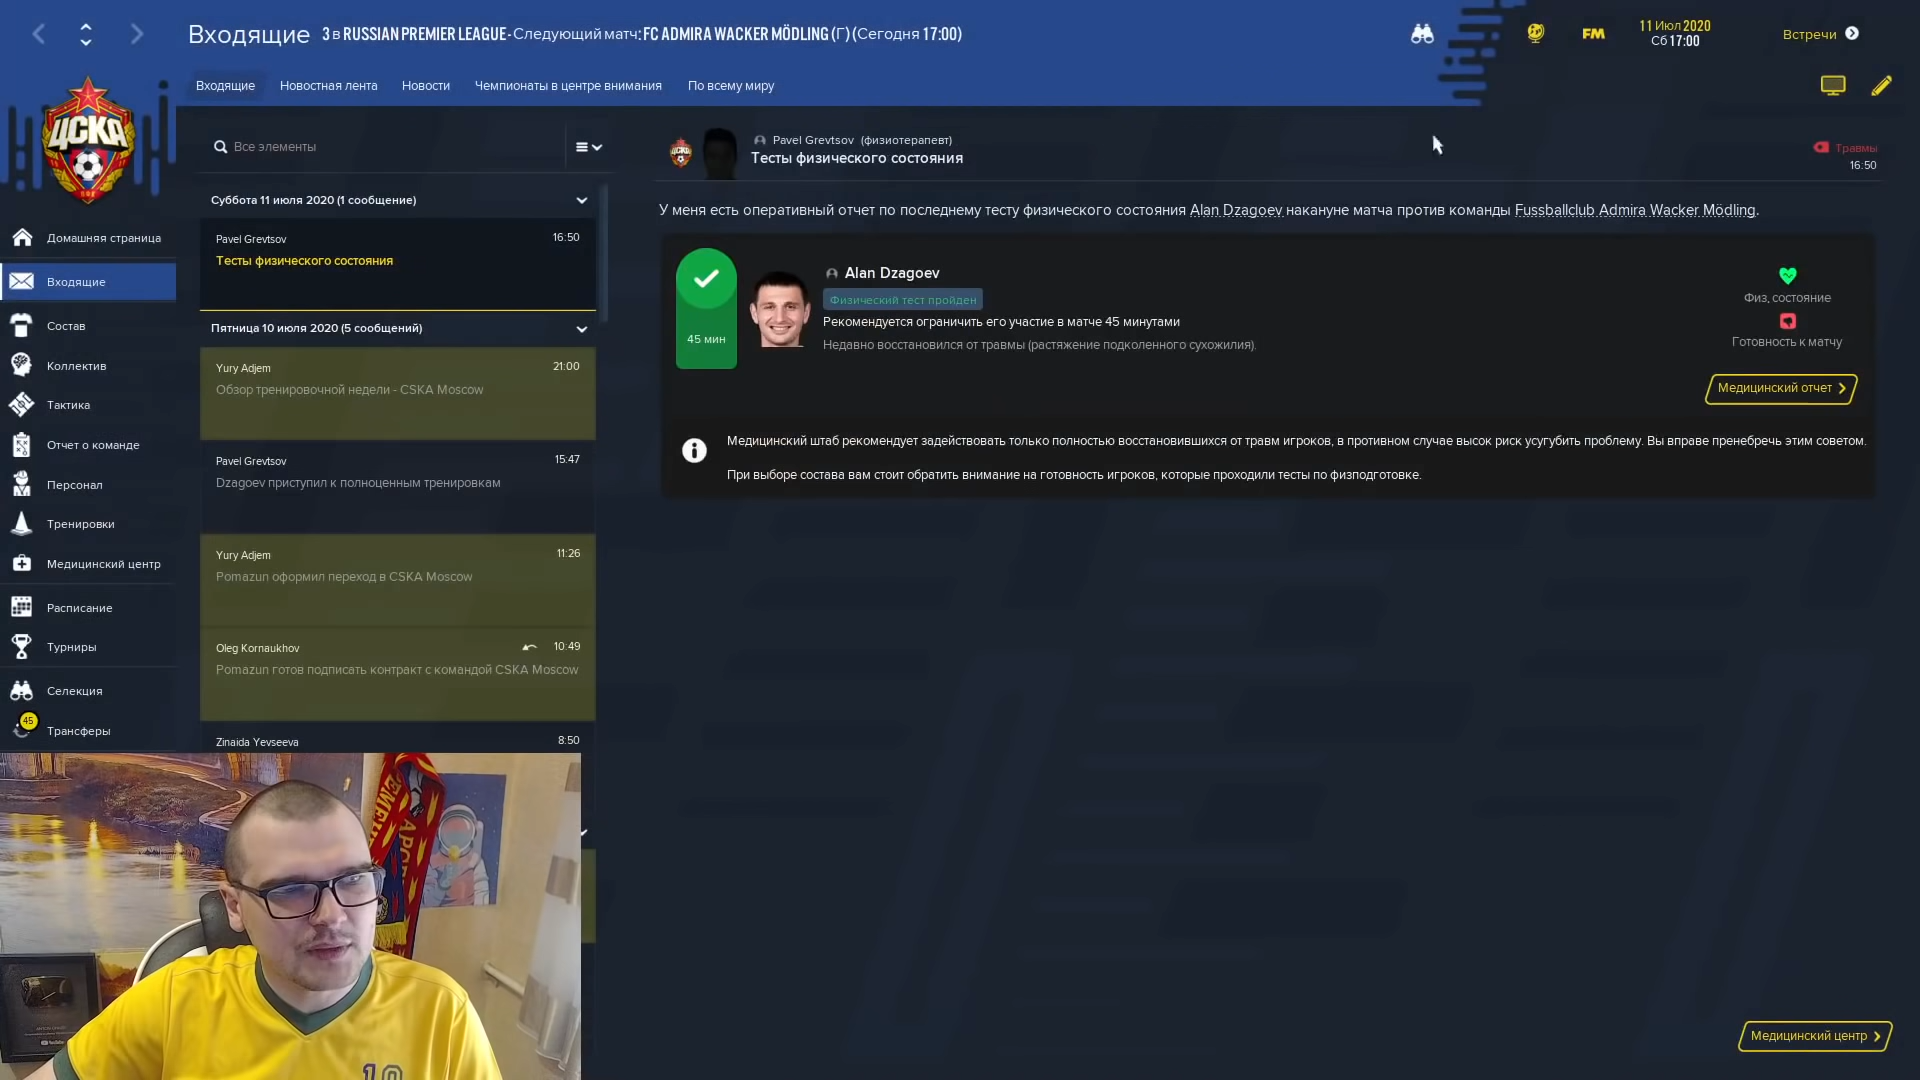 Входящие
3 в RUSSIAN PREMIER LEAGUE - Следующий матч: FC ADMIRA WACKER MÖDLING (Г) (Сегодня 17:00)
FM
11 Июл 2020
Сб 17:00
Встречи
Входящие
Новостная лента
Новости
Чемпионаты в центре внимания
По всему миру
ЦСКА
Домашняя страница
Входящие
Состав
Коллектив
Тактика
Отчет о команде
Персонал
Тренировки
Медицинский центр
Расписание
Турниры
Селекция
45
Трансферы
Все элементы
Суббота 11 июля 2020 (1 сообщение)
Pavel Grevtsov 16:50
Тесты физического состояния
Пятница 10 июля 2020 (5 сообщений)
Yury Adjem 21:00
Обзор тренировочной недели - CSKA Moscow
Pavel Grevtsov 15:47
Dzagoev приступил к полноценным тренировкам
Yury Adjem 11:26
Pomazun оформил переход в CSKA Moscow
Oleg Kornaukhov 10:49
Pomazun готов подписать контракт с командой CSKA Moscow
Zinaida Yevseeva 8:50
Pavel Grevtsov (физиотерапевт)
Тесты физического состояния
Травмы
16:50
У меня есть оперативный отчет по последнему тесту физического состояния Alan Dzagoev накануне матча против команды Fussballclub Admira Wacker Mödling.
45 мин
Alan Dzagoev
Физический тест пройден
Рекомендуется ограничить его участие в матче 45 минутами
Недавно восстановился от травмы (растяжение подколенного сухожилия).
Физ. состояние
Готовность к матчу
Медицинский отчет
Медицинский штаб рекомендует задействовать только полностью восстановившихся от травм игроков, в противном случае высок риск усугубить проблему. Вы вправе пренебречь этим советом.
При выборе состава вам стоит обратить внимание на готовность игроков, которые проходили тесты по физподготовке.
Медицинский центр
YouTube
10